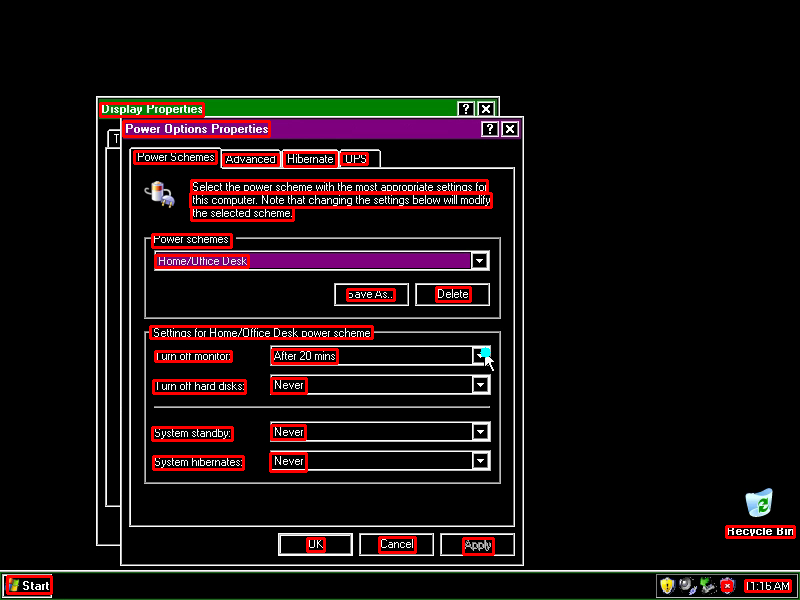 Display Properties
Power Options Properties
Power Schemes
Advanced
Hibernate
UPS
Select the power scheme with the most appropriate settings for
this computer. Note that changing the settings below will modify
the selected scheme.
Power schemes
Home/Office Desk
Save As..
Delete
Settings for Home/Office Desk power scheme
Turn off monitor:
After 20 mins
Turn off hard disks:
Never
System standby:
Never
System hibernates:
Never
OK
Cancel
Apply
Recycle Bin
Start
11:16 AM